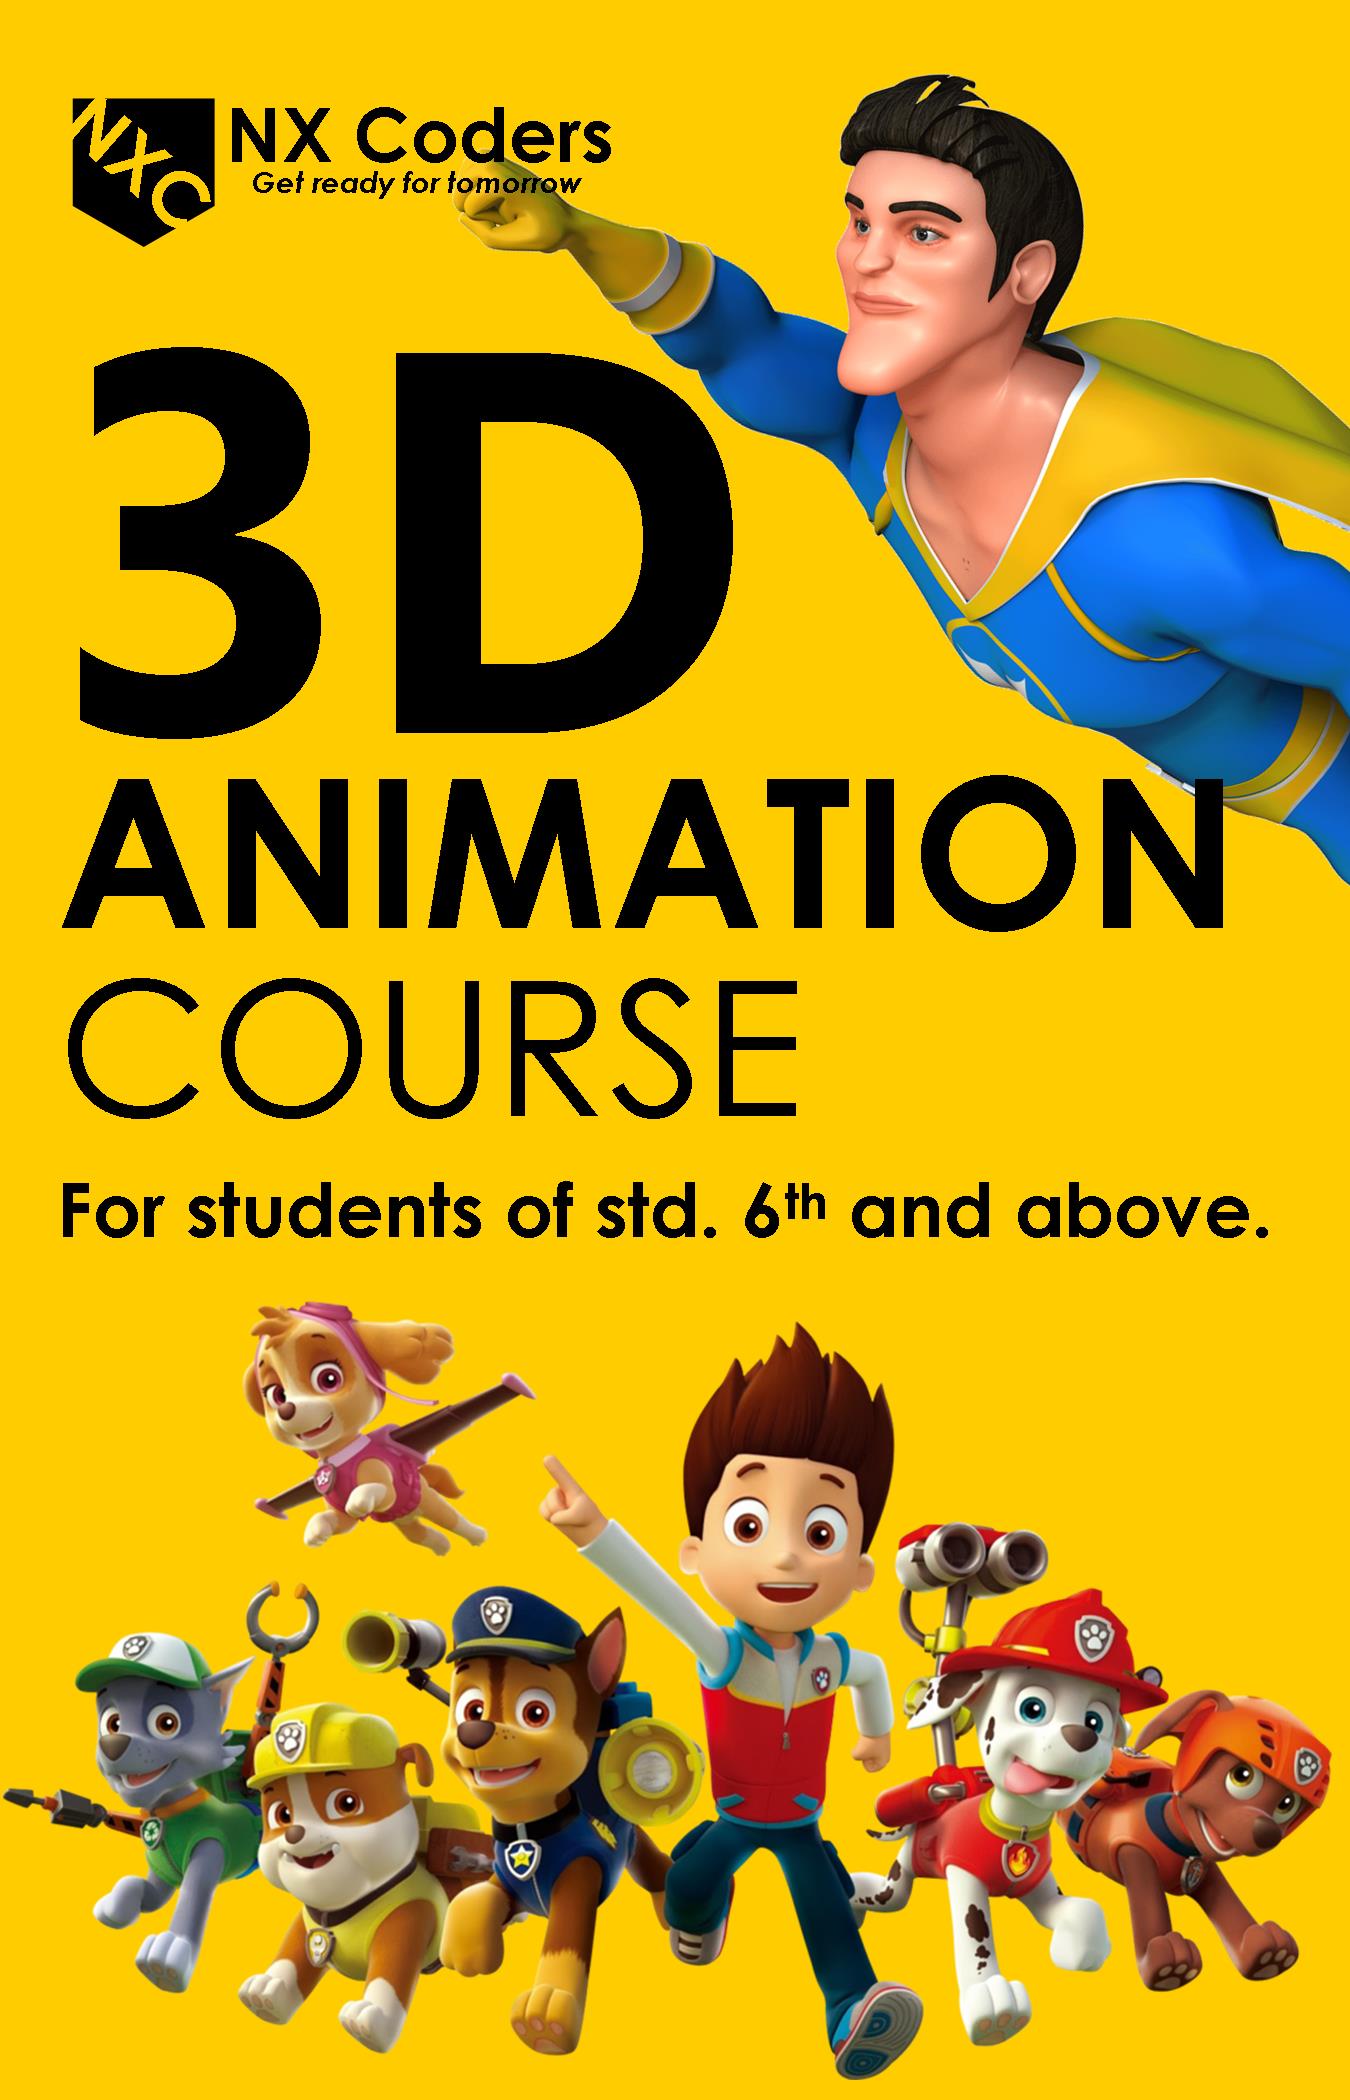 NXC
NX Coders
Get ready for tomorrow
3D
ANIMATION
COURSE
For students of std. 6th and above.